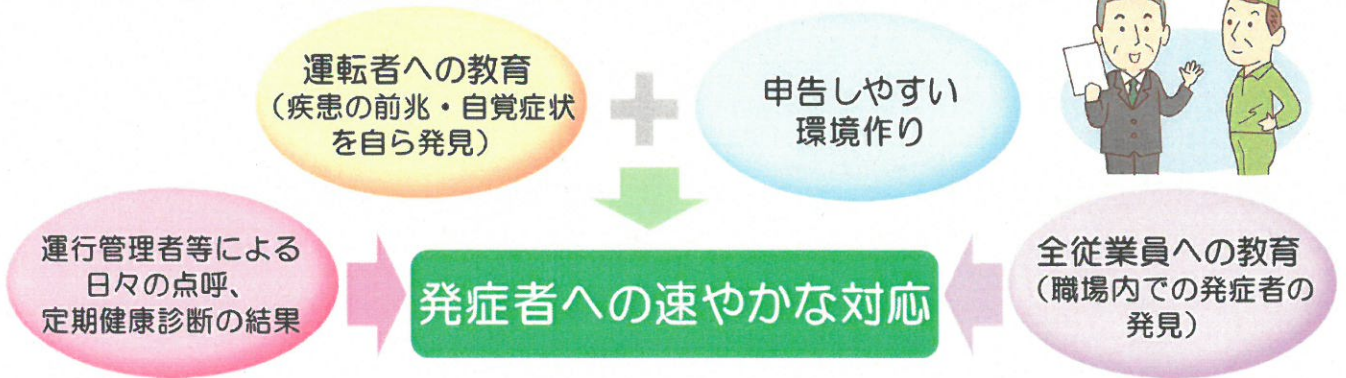 運転者への教育
（疾患の前兆・自覚症状
を自ら発見）
申告しやすい
環境作り
運行管理者等による
日々の点呼、
定期健康診断の結果
発症者への速やかな対応
全従業員への教育
（職場内での発症者の
発見）